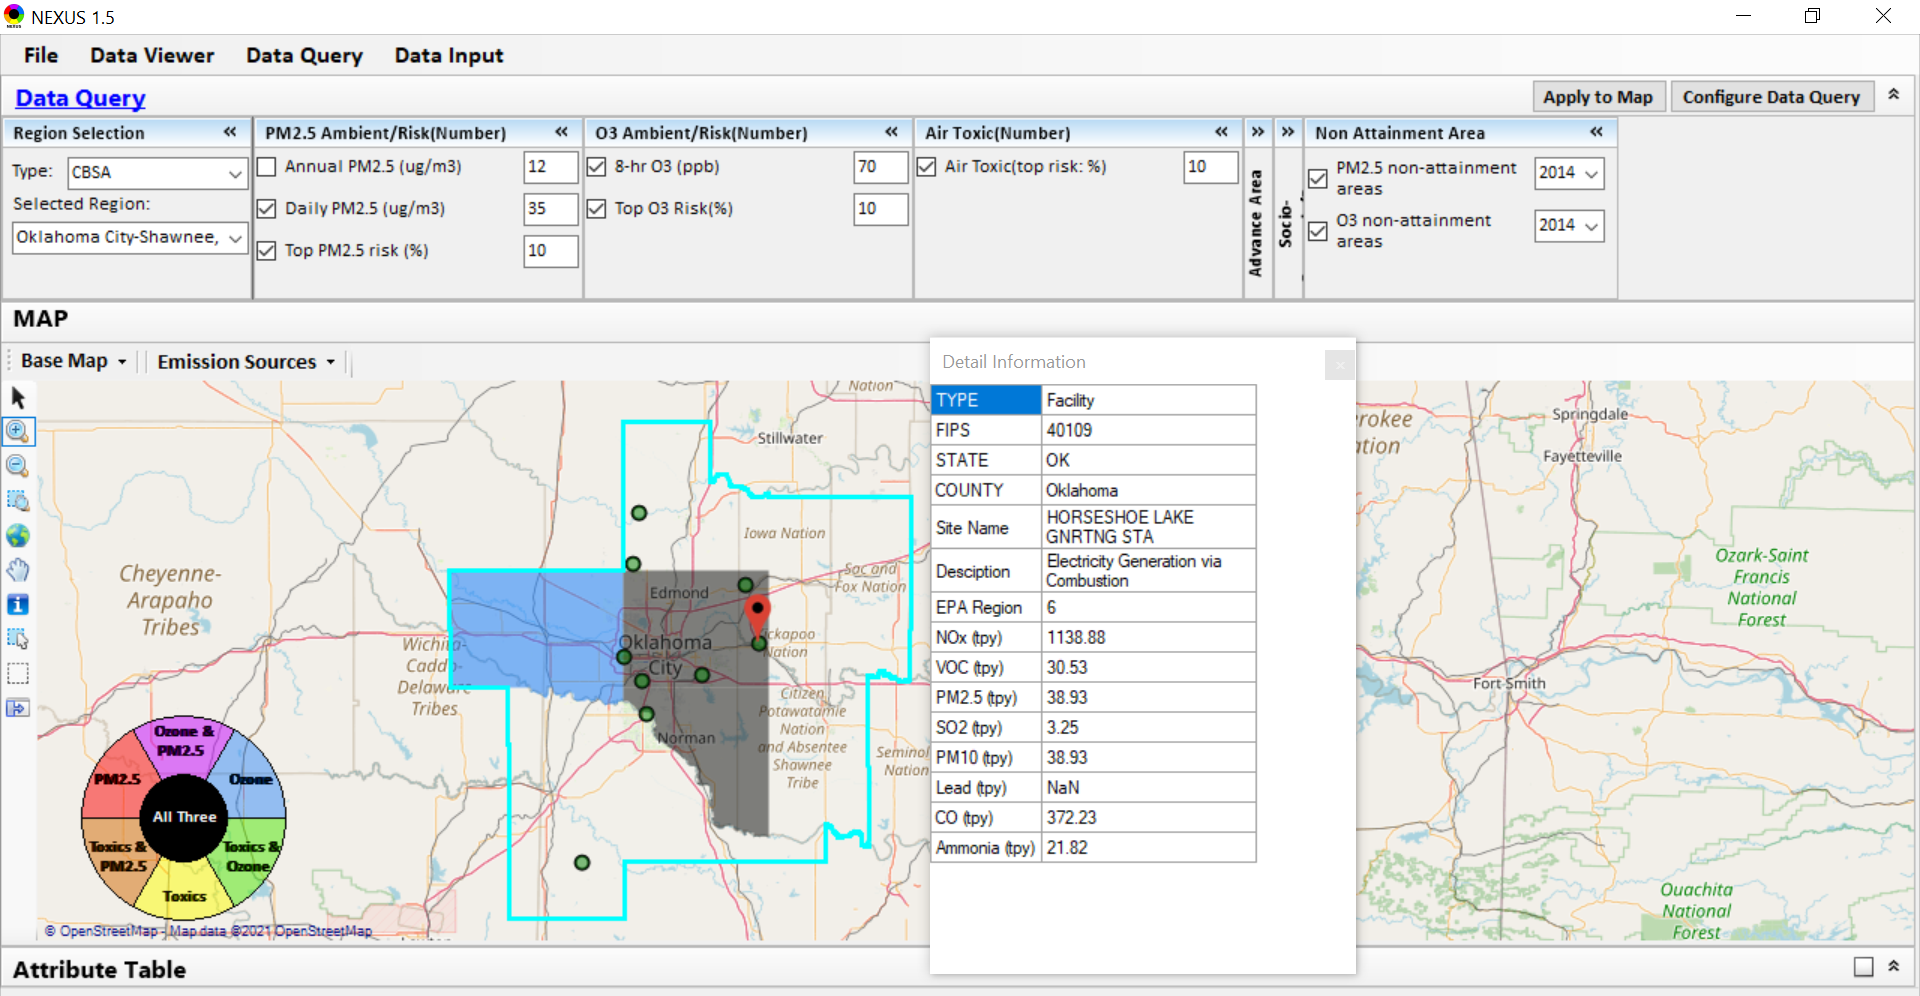 NEXUS 1.5
File Data Viewer Data Query Data Input
Data Query
Apply to Map Configure Data Query
Region Selection
Type: CBSA
Selected Region:
Oklahoma City-Shawnee,
PM2.5 Ambient/Risk(Number)
Annual PM2.5 (ug/m3) 12
Daily PM2.5 (ug/m3) 35
Top PM2.5 risk (%) 10
O3 Ambient/Risk(Number)
8-hr O3 (ppb) 70
Top O3 Risk(%) 10
Air Toxic(Number)
Air Toxic(top risk: %) 10
Advance Area
Socio-
Non Attainment Area
PM2.5 non-attainment
areas
2014
O3 non-attainment
areas
2014
MAP
Base Map Emission Sources
Nation
Stillwater
Iowa Nation
Sac and
Fox Nation
Edmond
Cheyenne-
Arapaho
Tribes
Oklahoma
City
Nation
Wichita-
Caddo-
Delaware
Tribes
Citizen
Potawatamie
Nation
and Absentee
Shawnee
Tribe
Norman
Nation
Ozone &
PM2.5
PM2.5
Ozone
All Three
Toxics &
PM2.5
Toxics &
Ozone
Toxics
© OpenStreetMap - Map data @2021 OpenStreetMap
Detail Information
TYPE Facility
FIPS 40109
STATE OK
COUNTY Oklahoma
Site Name HORSESHOE LAKE
GNRTNG STA
Desciption Electricity Generation via
Combustion
EPA Region 6
NOx (tpy) 1138.88
VOC (tpy) 30.53
PM2.5 (tpy) 38.93
SO2 (tpy) 3.25
PM10 (tpy) 38.93
Lead (tpy) NaN
CO (tpy) 372.23
Ammonia (tpy) 21.82
Springdale
Fayetteville
Ozark-Saint
Francis
National
Forest
Fort Smith
Ouachita
National
Forest
Attribute Table